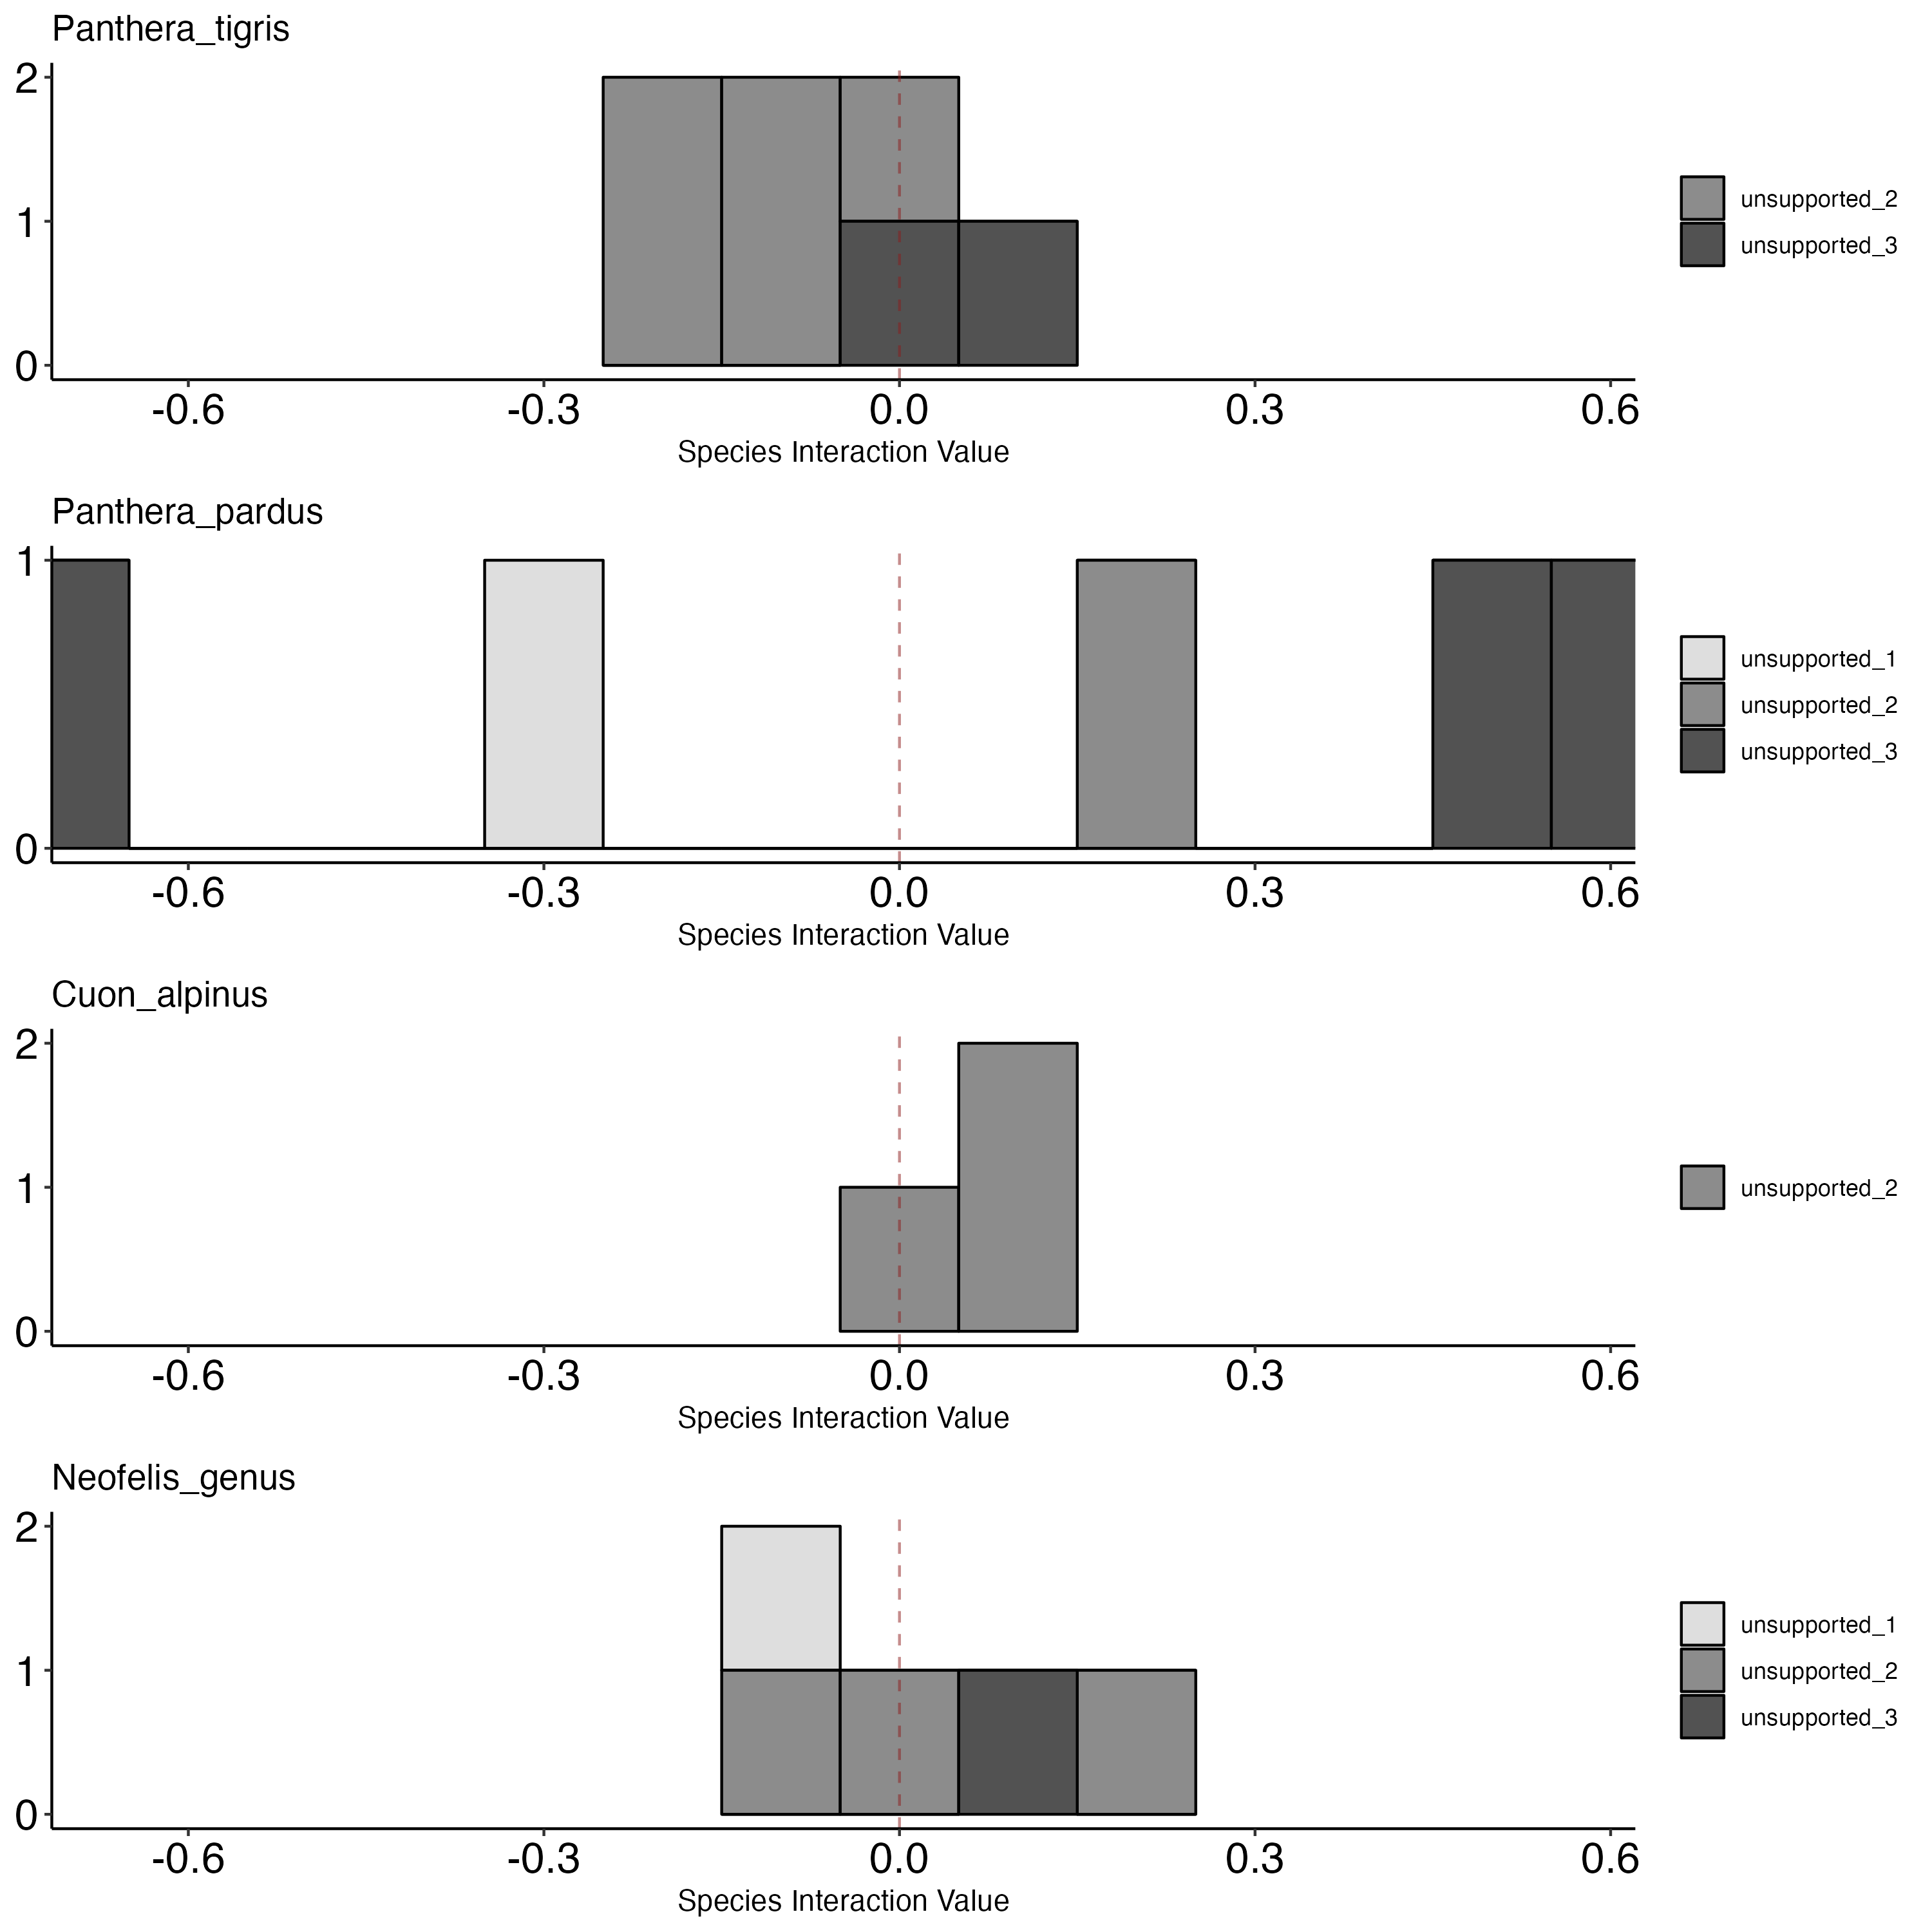 Panthera_tigris
2
1
0
-0.6 -0.3 0.0 0.3 0.6
Species Interaction Value
unsupported_2
unsupported_3
Panthera_pardus
1
0
-0.6 -0.3 0.0 0.3 0.6
Species Interaction Value
unsupported_1
unsupported_2
unsupported_3
Cuon_alpinus
2
1
0
-0.6 -0.3 0.0 0.3 0.6
Species Interaction Value
unsupported_2
Neofelis_genus
2
1
0
-0.6 -0.3 0.0 0.3 0.6
Species Interaction Value
unsupported_1
unsupported_2
unsupported_3